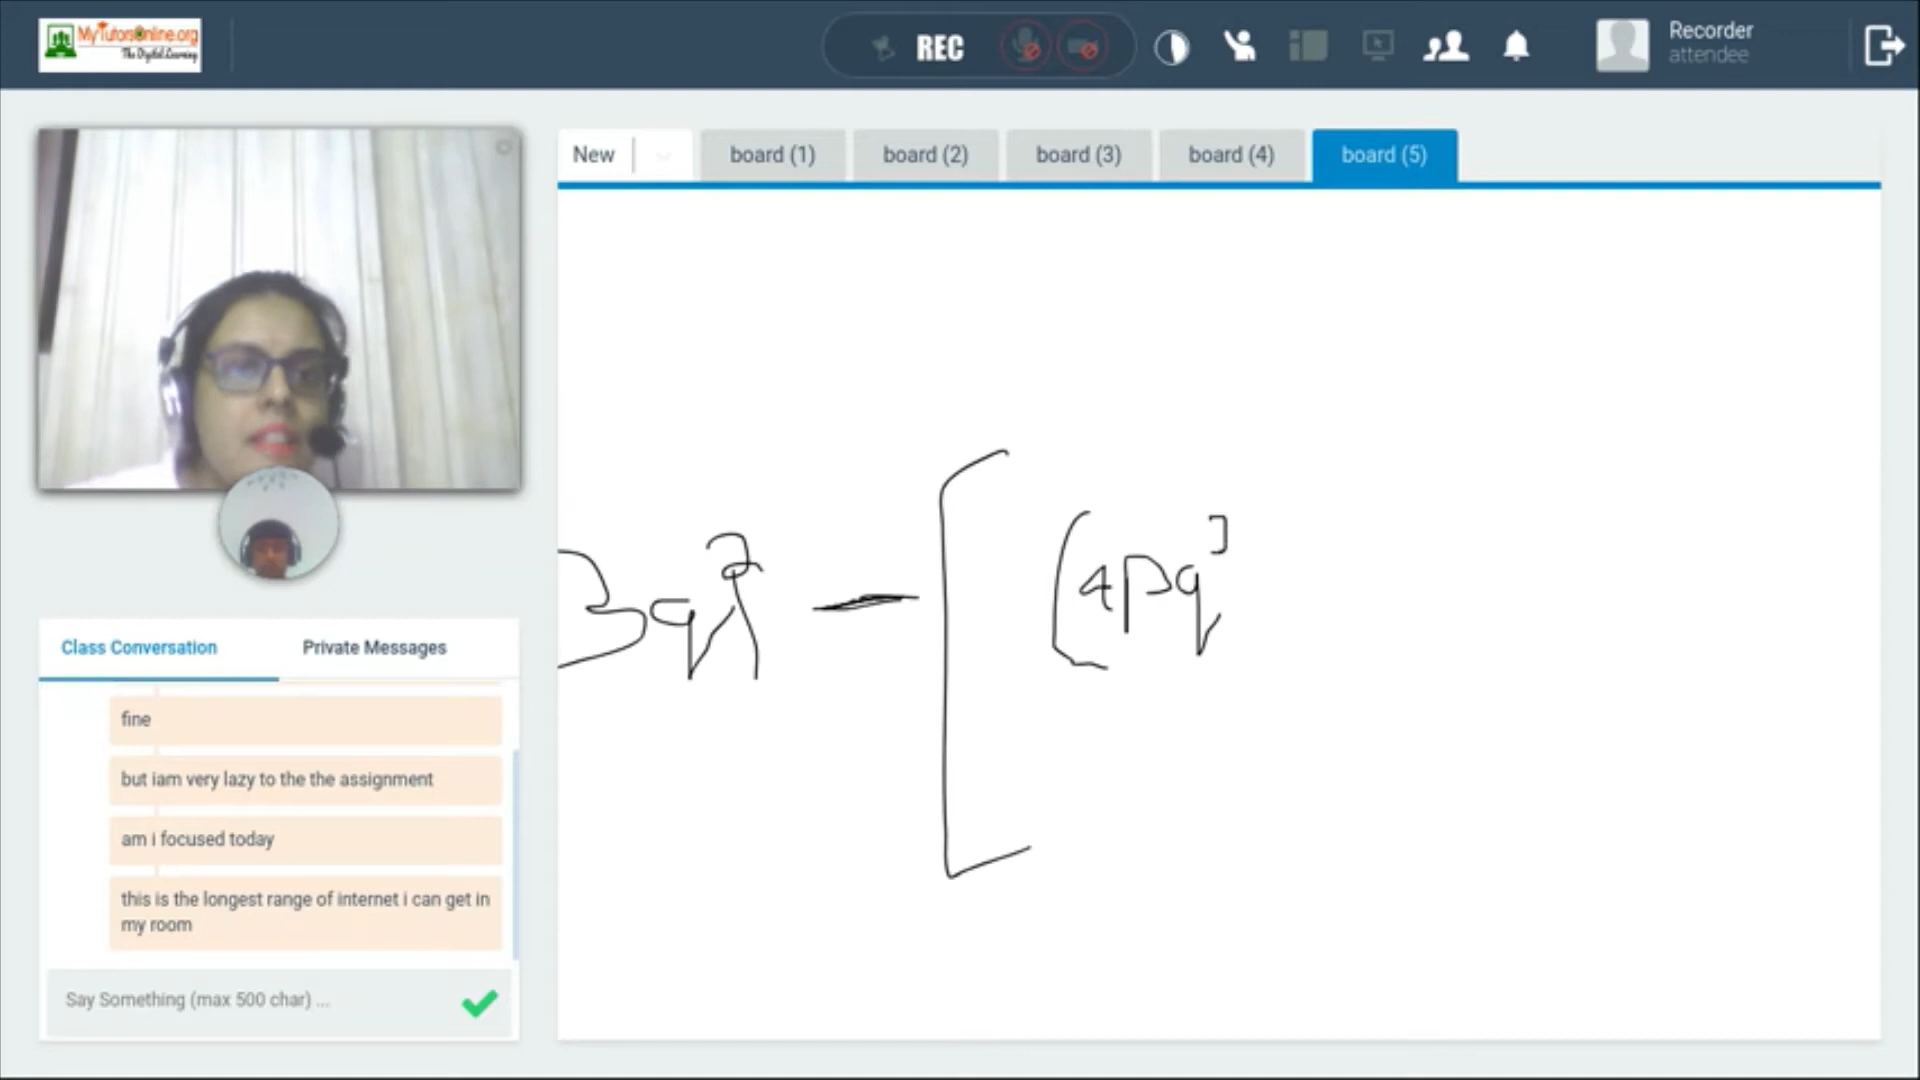 MyTutorsOnline.org
The Digital Learning
REC
Recorder
attendee
New
board (1)
board (2)
board (3)
board (4)
board (5)
3q² — [ (4pq
Class Conversation
Private Messages
fine
but iam very lazy to the the assignment
am i focused today
this is the longest range of internet i can get in
my room
Say Something (max 500 char) ...